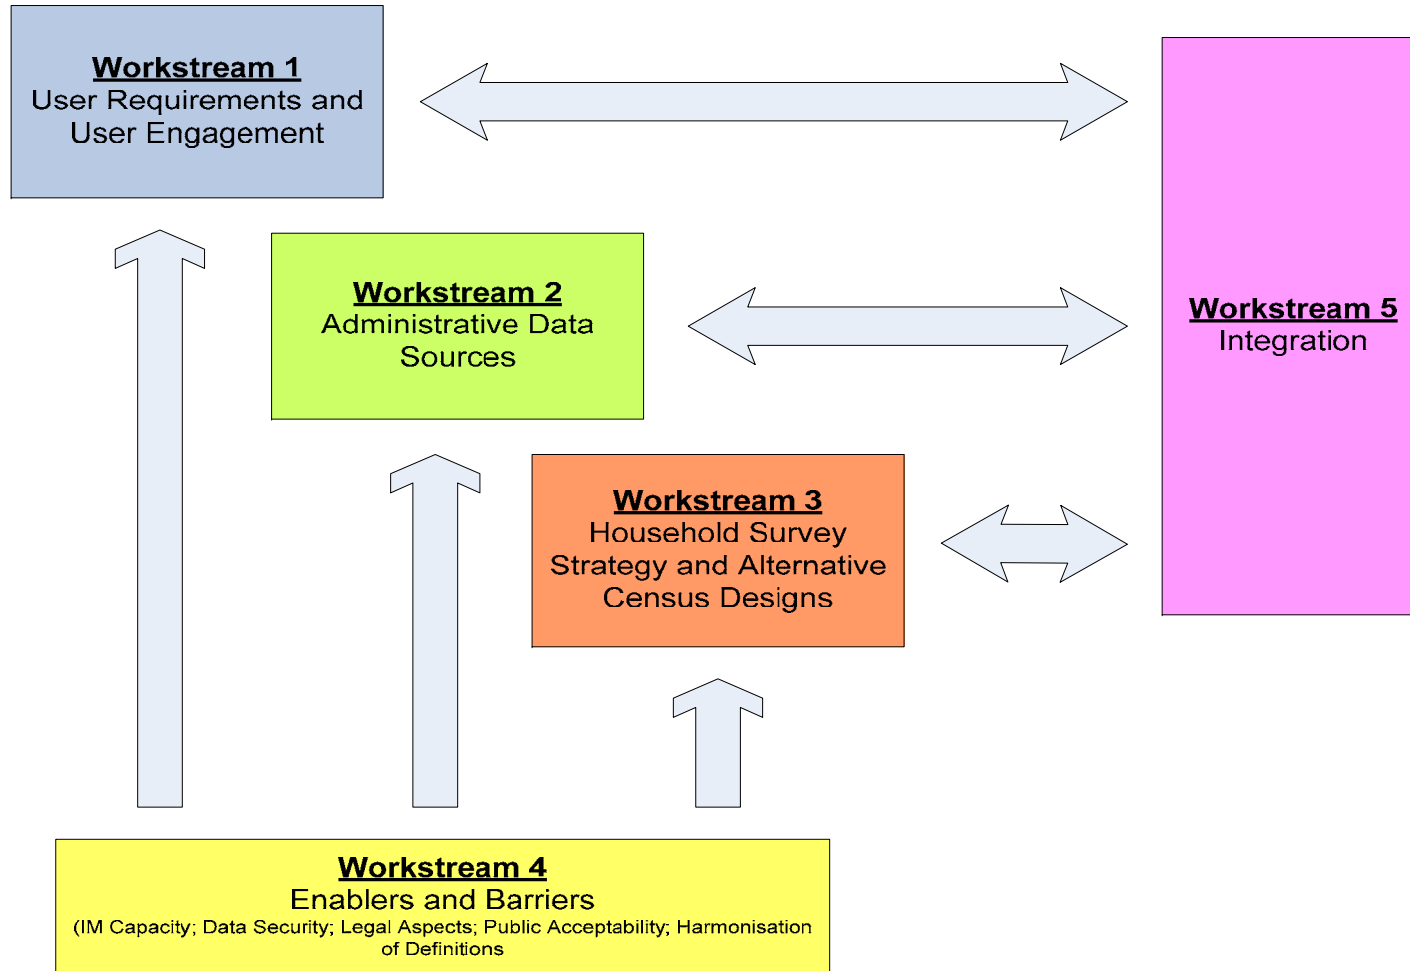 Workstream 1
User Requirements and
User Engagement
Workstream 2
Administrative Data
Sources
Workstream 5
Integration
Workstream 3
Household Survey
Strategy and Alternative
Census Designs
Workstream 4
Enablers and Barriers
(IM Capacity; Data Security; Legal Aspects; Public Acceptability; Harmonisation
of Definitions